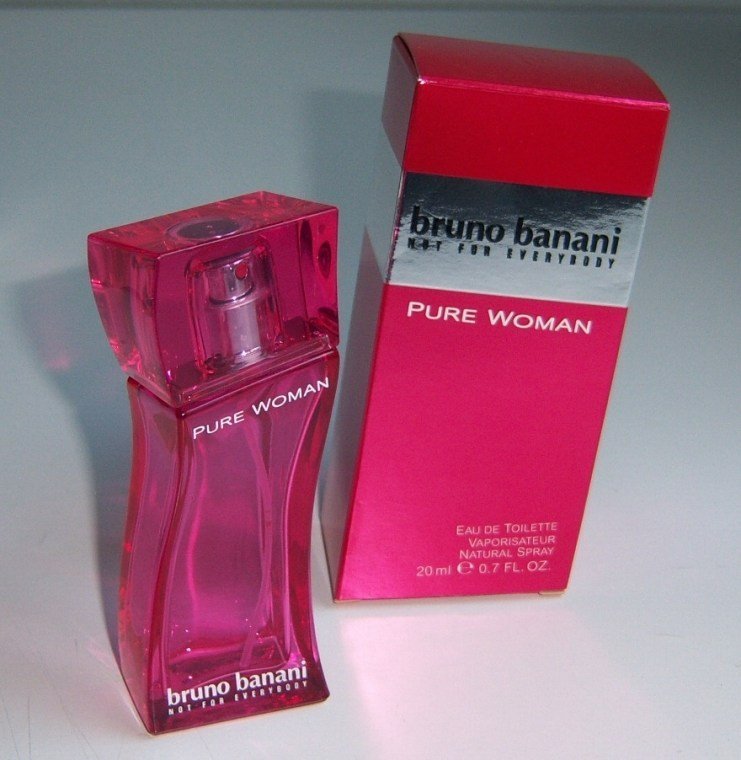 bruno banani
NOT FOR EVERYBODY
PURE WOMAN
EAU DE TOILETTE
VAPORISATEUR
NATURAL SPRAY
20 ml ℮ 0.7 FL. OZ.
PURE WOMAN
bruno banani
NOT FOR EVERYBODY